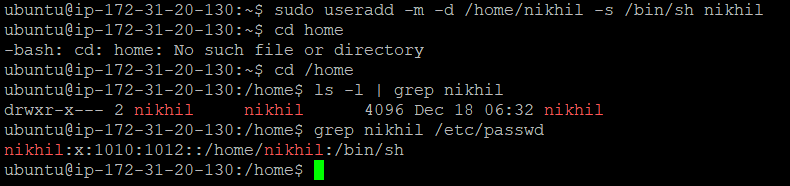 ubuntu@ip-172-31-20-130:~$ sudo useradd -m -d /home/nikhil -s /bin/sh nikhil
ubuntu@ip-172-31-20-130:~$ cd home
-bash: cd: home: No such file or directory
ubuntu@ip-172-31-20-130:~$ cd /home
ubuntu@ip-172-31-20-130:/home$ ls -l | grep nikhil
drwxr-x--- 2 nikhil     nikhil      4096 Dec 18 06:32 nikhil
ubuntu@ip-172-31-20-130:/home$ grep nikhil /etc/passwd
nikhil:x:1010:1012::/home/nikhil:/bin/sh
ubuntu@ip-172-31-20-130:/home$